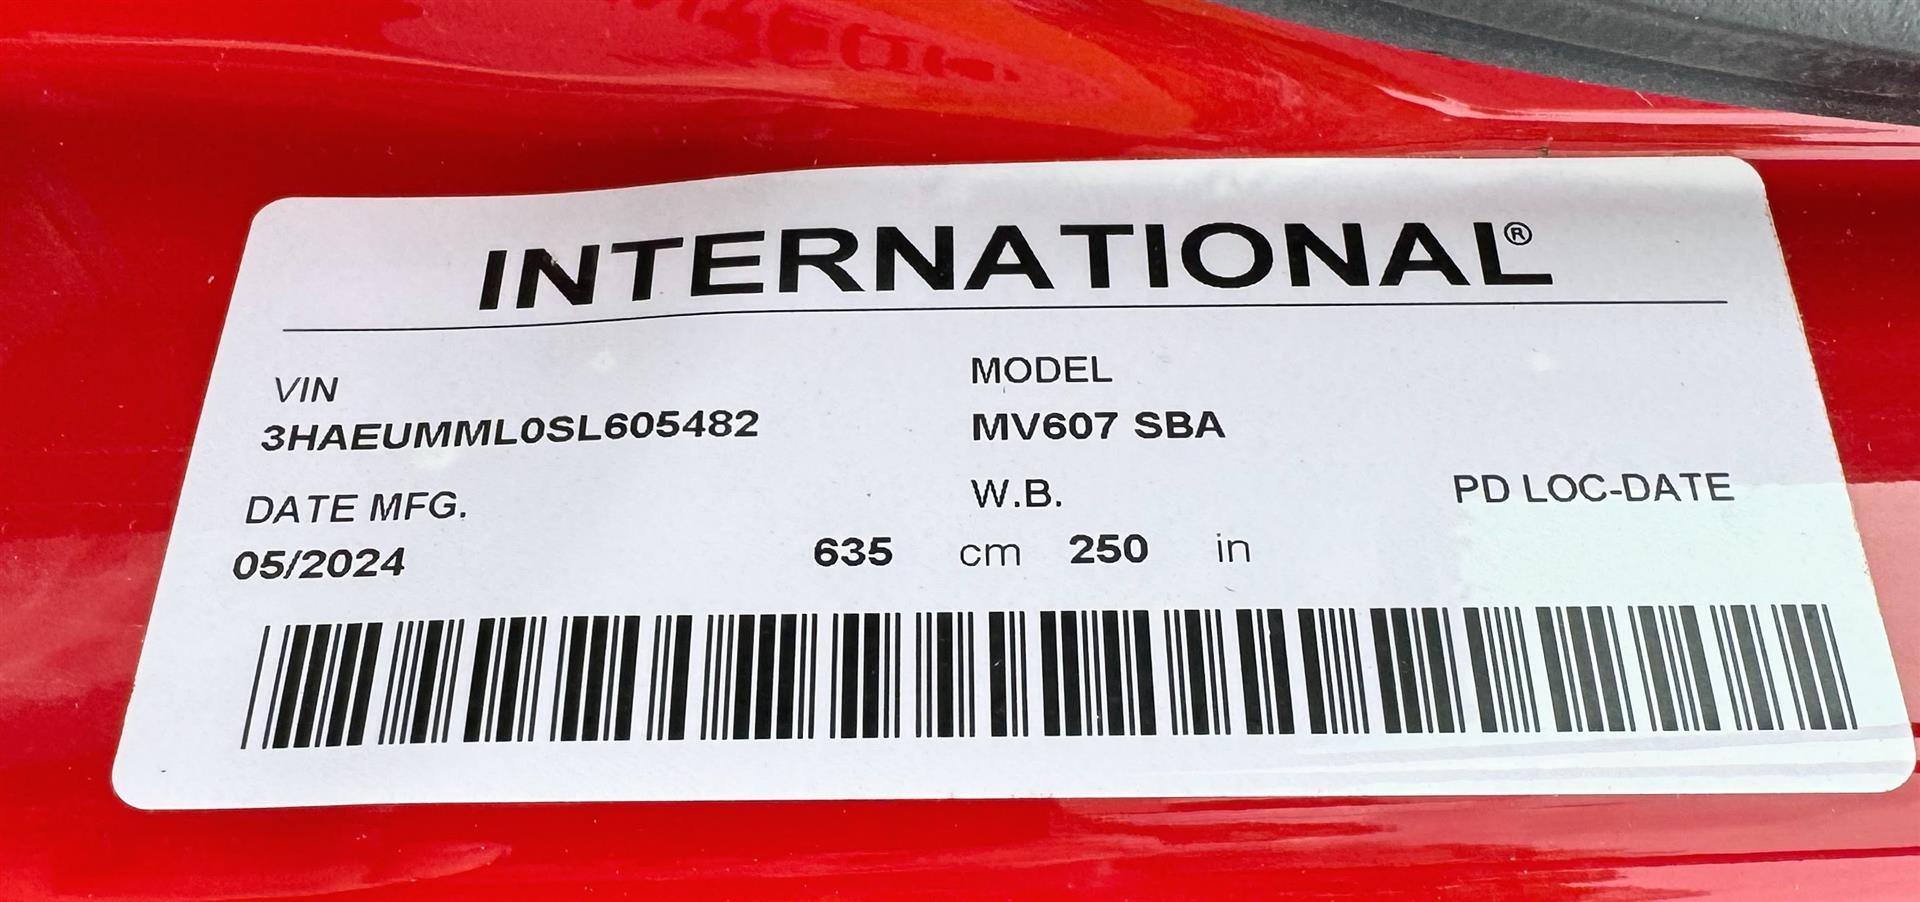 INTERNATIONAL®
VIN
3HAEUMML0SL605482
MODEL
MV607 SBA
DATE MFG.
05/2024
W.B.
635 cm 250 in
PD LOC-DATE